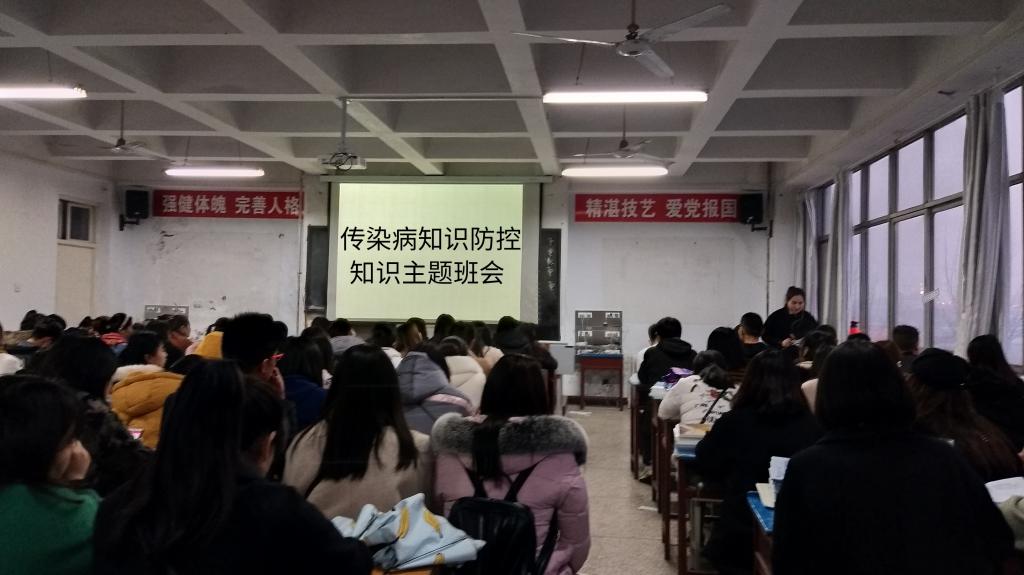 强健体魄 完善人格
传染病知识防控
知识主题班会
精湛技艺 爱党报国